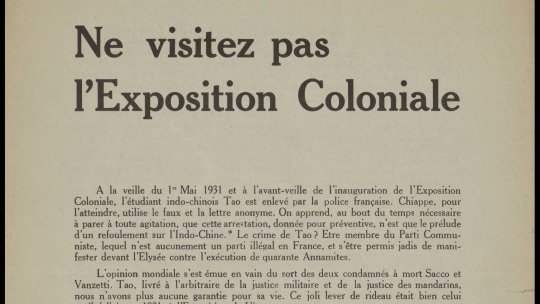 Ne visitez pas
l'Exposition Coloniale
A la veille du 1er Mai 1931 et à l'avant-veille de l'inauguration de l'Exposition
Coloniale, l'étudiant indo-chinois Tao est enlevé par la police française. Chiappe, pour
l'atteindre, utilise le faux et la lettre anonyme. On apprend, au bout du temps nécessaire
à parer à toute agitation, que cette arrestation, donnée pour préventive, n'est que le prélude
d'un refoulement sur l'Indo-Chine.* Le crime de Tao? Etre membre du Parti Commu-
niste, lequel n'est aucunement un parti illégal en France, et s'être permis jadis de mani-
fester devant l'Elysée contre l'exécution de quarante Annamites.
L'opinion mondiale s'est émue en vain du sort des deux condamnés à mort Sacco et
Vanzetti. Tao, livré à l'arbitraire de la justice militaire et de la justice des mandarins,
nous n'avons plus aucune garantie pour sa vie. Ce joli lever de rideau était bien celui